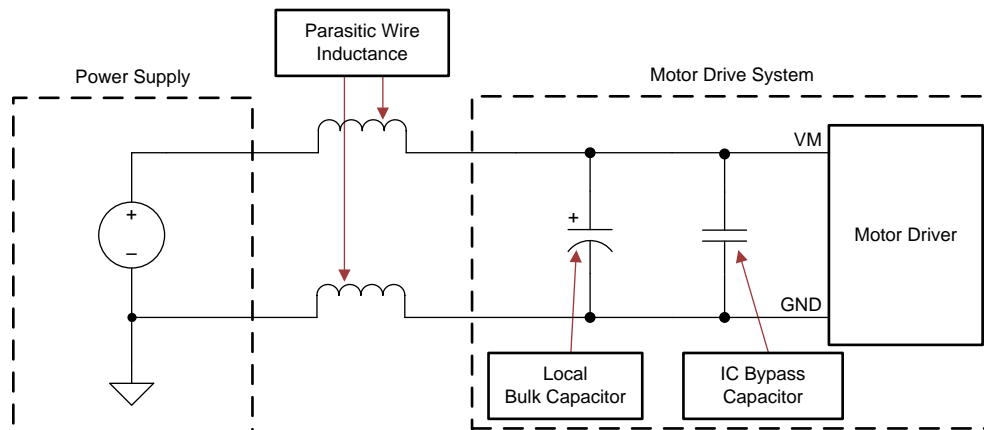 Parasitic Wire
Inductance
Power Supply
Motor Drive System
VM
+
+
−
Motor Driver
GND
Local
Bulk Capacitor
IC Bypass
Capacitor